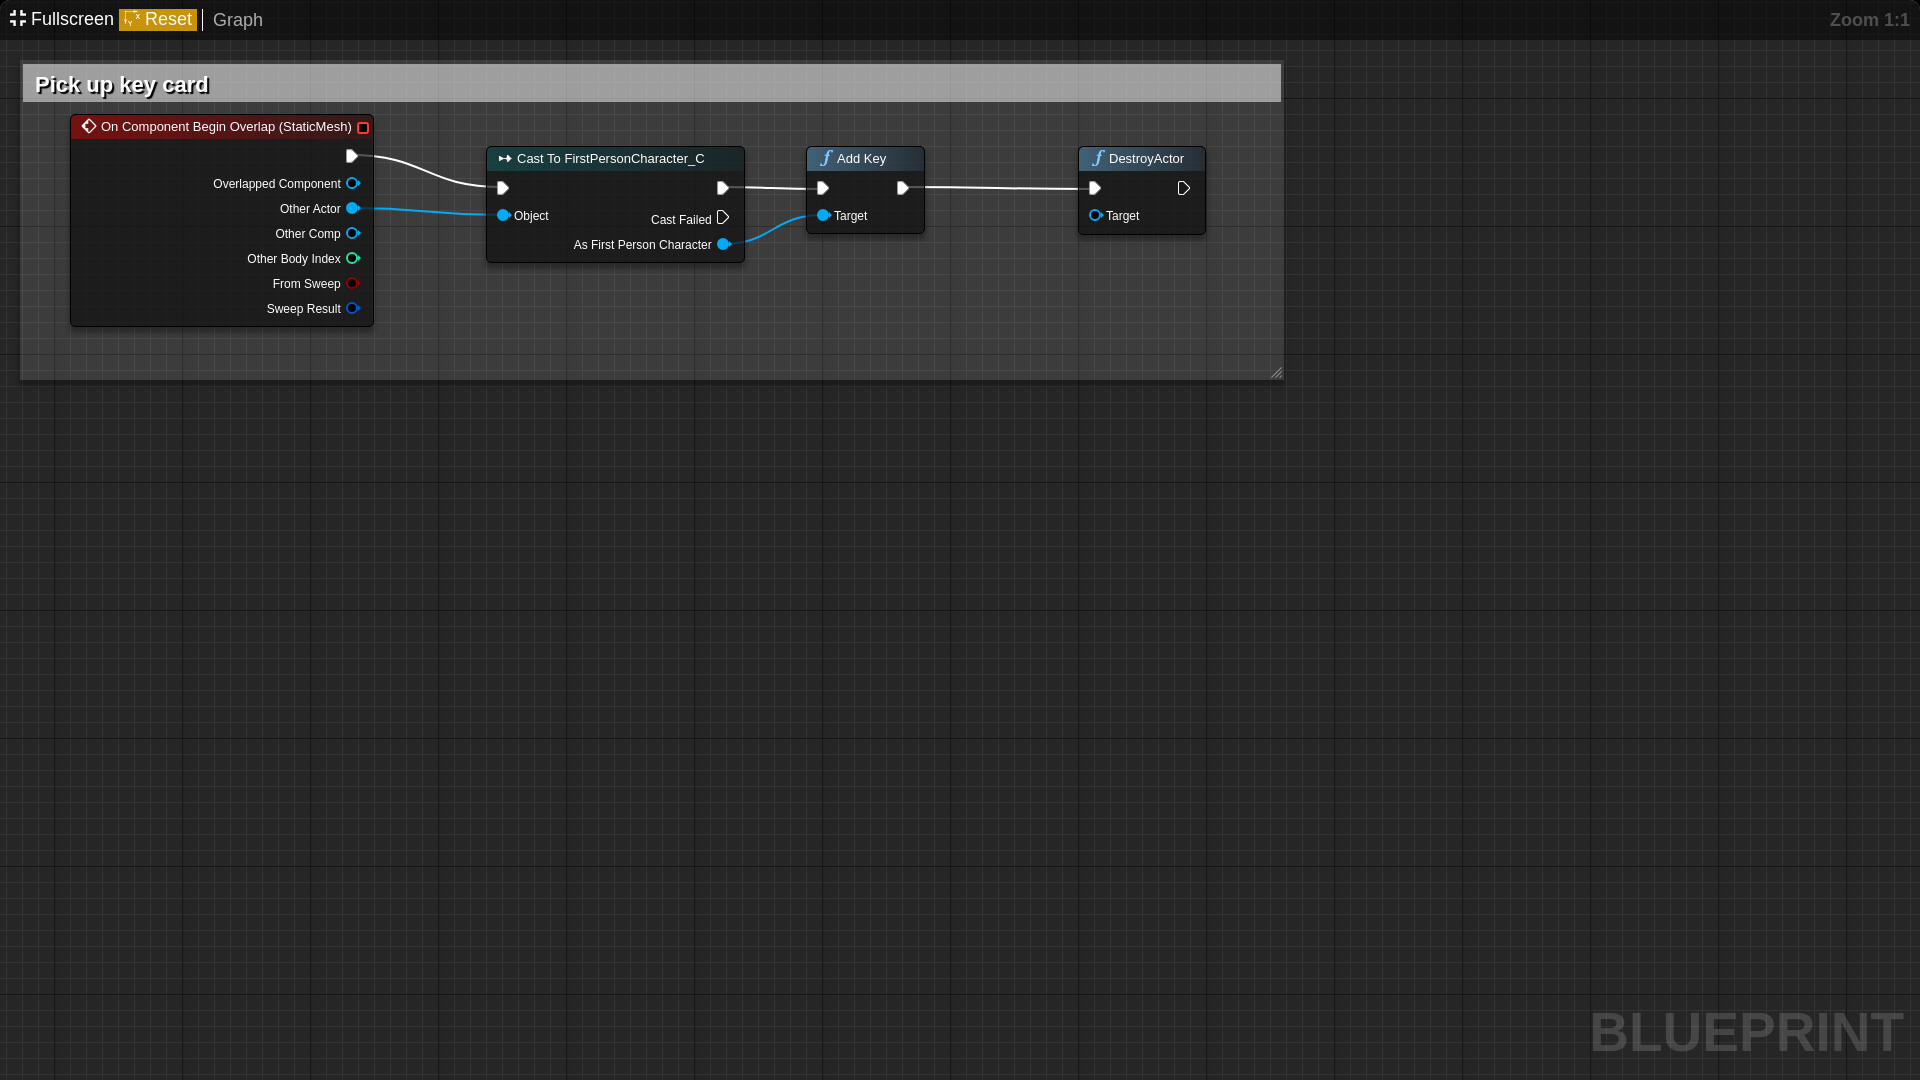 Fullscreen Reset Graph Zoom 1:1
Pick up key card
On Component Begin Overlap (StaticMesh)
Overlapped Component
Other Actor
Other Comp
Other Body Index
From Sweep
Sweep Result
Cast To FirstPersonCharacter_C
Object
Cast Failed
As First Person Character
Add Key
Target
DestroyActor
Target
BLUEPRINT